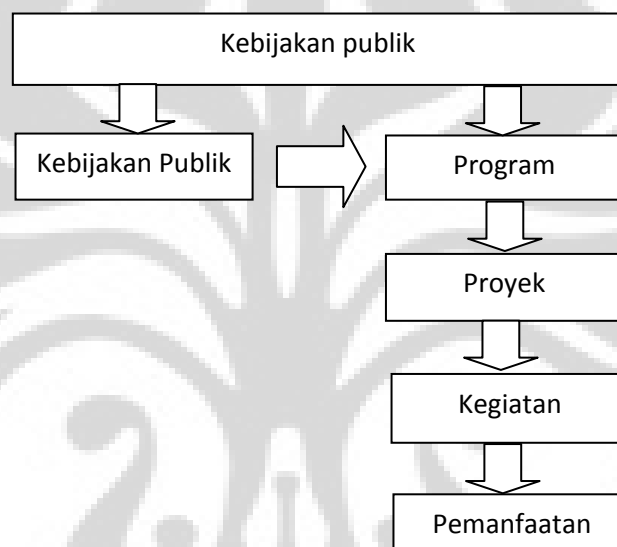 Kebijakan publik
Kebijakan Publik
Program
Proyek
Kegiatan
Pemanfaatan